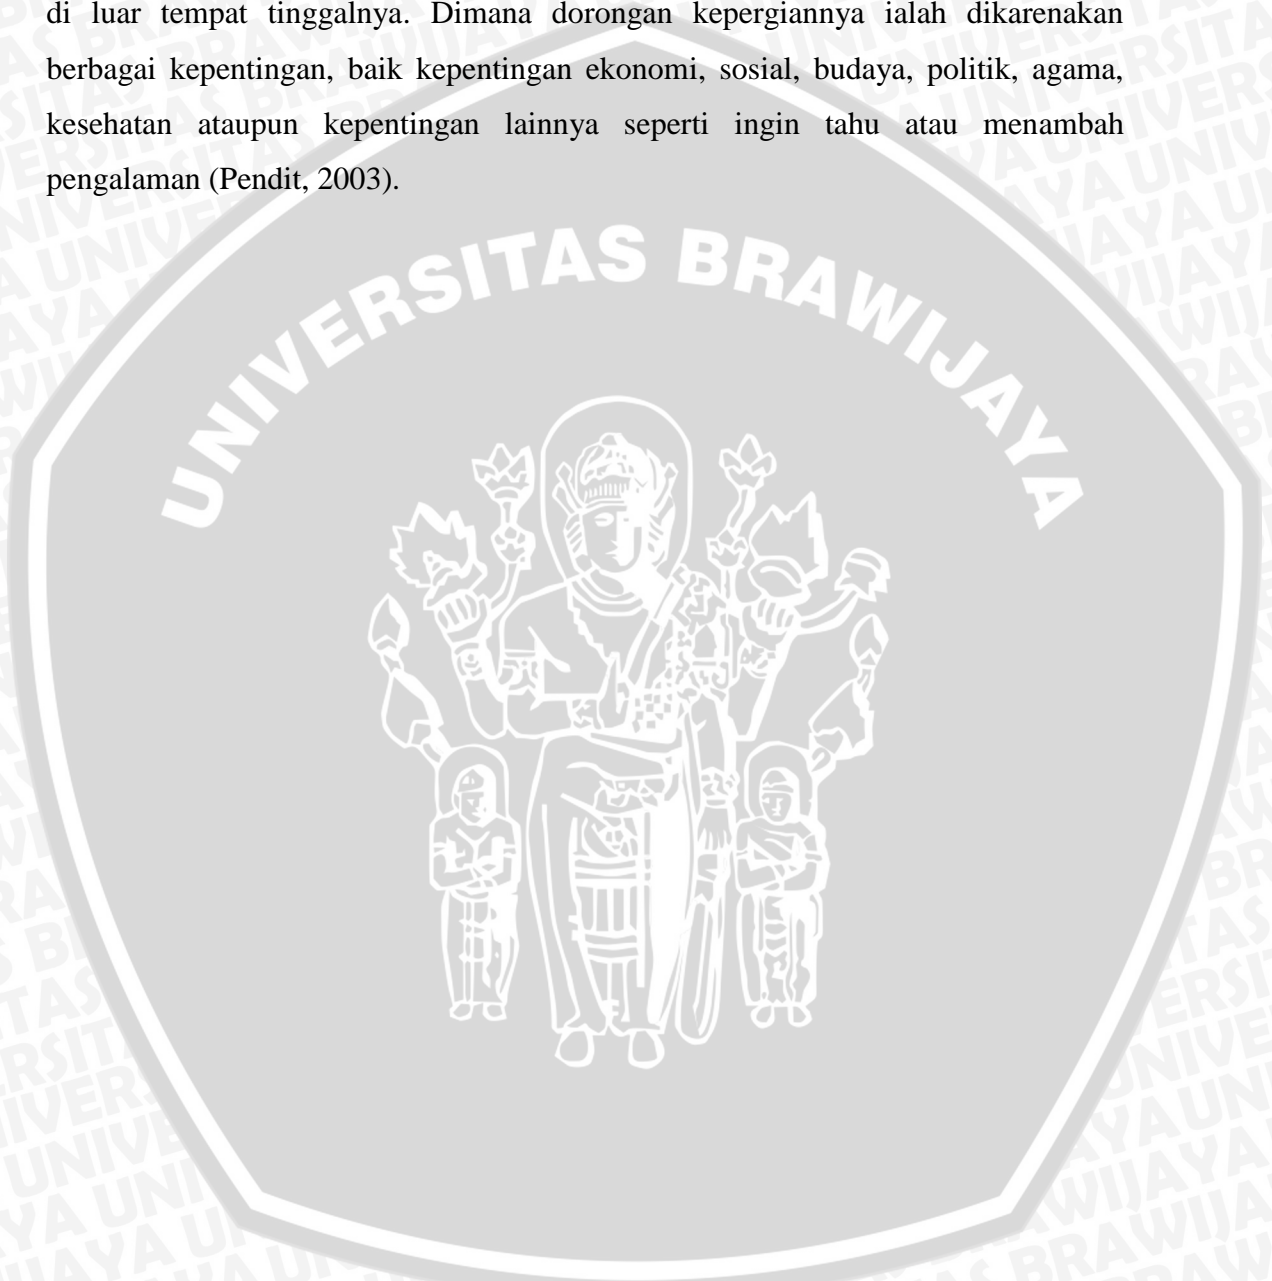 di luar tempat tinggalnya. Dimana dorongan kepergiannya ialah dikarenakan
berbagai kepentingan, baik kepentingan ekonomi, sosial, budaya, politik, agama,
kesehatan ataupun kepentingan lainnya seperti ingin tahu atau menambah
pengalaman (Pendit, 2003).
UNIVERSITAS BRAWIJAYA